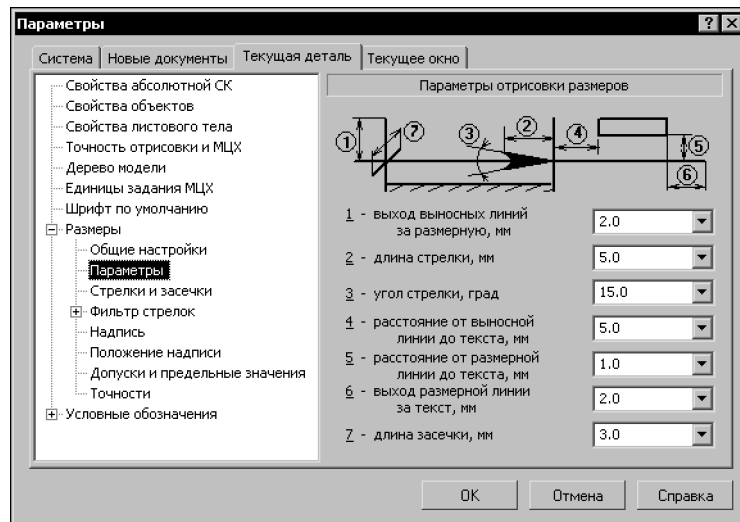 Параметры
Система Новые документы Текущая деталь Текущее окно
Свойства абсолютной СК
Свойства объектов
Свойства листового тела
Точность отрисовки и МЦХ
Дерево модели
Единицы задания МЦХ
Шрифт по умолчанию
Размеры
Общие настройки
Параметры
Стрелки и засечки
Фильтр стрелок
Надпись
Положение надписи
Допуски и предельные значения
Точности
Условные обозначения
Параметры отрисовки размеров
1 7 3 2 4 5 6
1 - выход выносных линий
за размерную, мм
2.0
2 - длина стрелки, мм
5.0
3 - угол стрелки, град
15.0
4 - расстояние от выносной
линии до текста, мм
5.0
5 - расстояние от размерной
линии до текста, мм
1.0
6 - выход размерной линии
за текст, мм
2.0
7 - длина засечки, мм
3.0
OK Отмена Справка